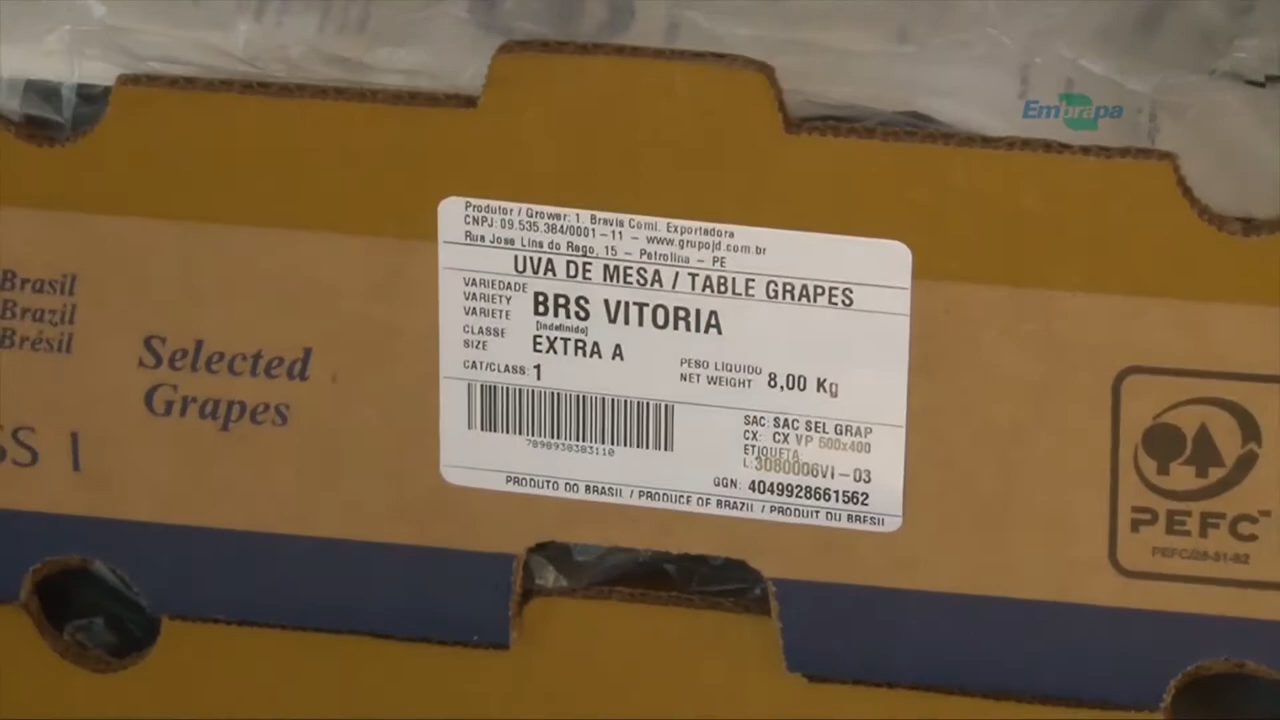 Embrapa
Produtor / Grower: 1. Bravis Coml. Exportadora
CNPJ: 09.535.384/0001-11 - www.grupojd.com.br
Rua Jose Lins do Rego, 15 - Petrolina - PE
UVA DE MESA / TABLE GRAPES
VARIEDADE
VARIETY
VARIETE
BRS VITORIA
[indefinido]
CLASSE
SIZE
EXTRA A
CAT/CLASS: 1
PESO LIQUIDO
NET WEIGHT
8,00 Kg
7898938383110
SAC: SAC SEL GRAP
CX: CX VP 500x400
ETIQUETA:
L: 3080006VI-03
GGN: 4049928661562
PRODUTO DO BRASIL / PRODUCE OF BRAZIL / PRODUIT DU BRESIL
Brasil
Brazil
Brésil
Selected
Grapes
SS I
PEFC